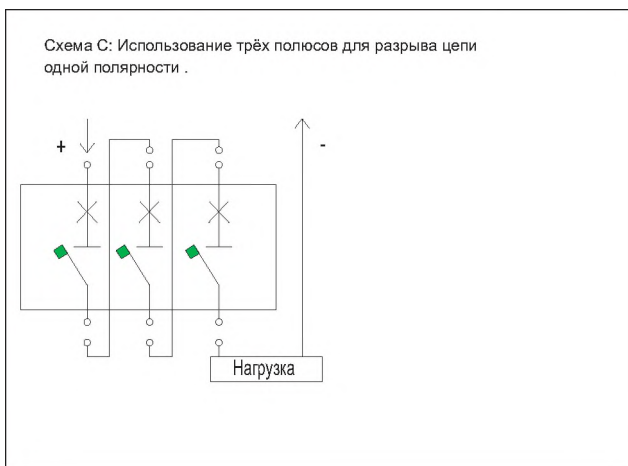 Схема С: Использование трёх полюсов для разрыва цепи
одной полярности .
+
-
Нагрузка